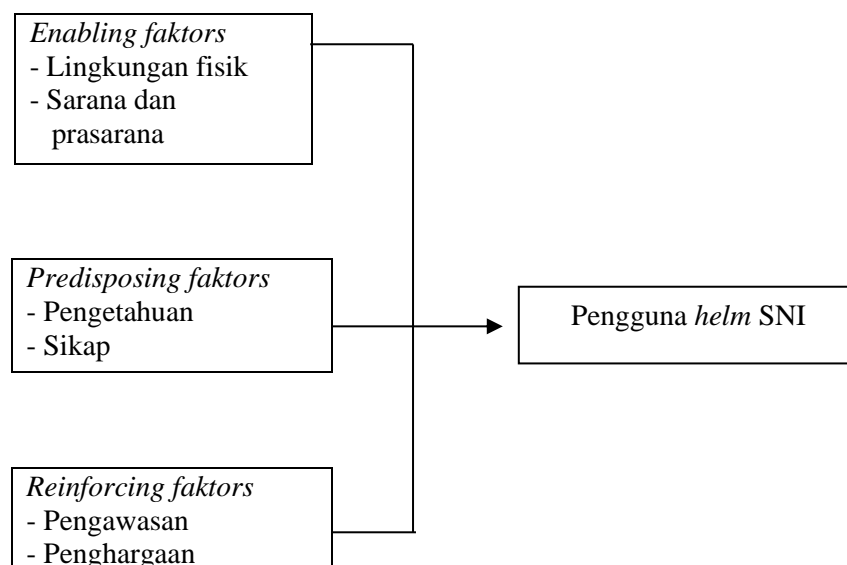 Enabling faktors
- Lingkungan fisik
- Sarana dan
prasarana
Predisposing faktors
- Pengetahuan
- Sikap
Pengguna helm SNI
Reinforcing faktors
- Pengawasan
- Penghargaan